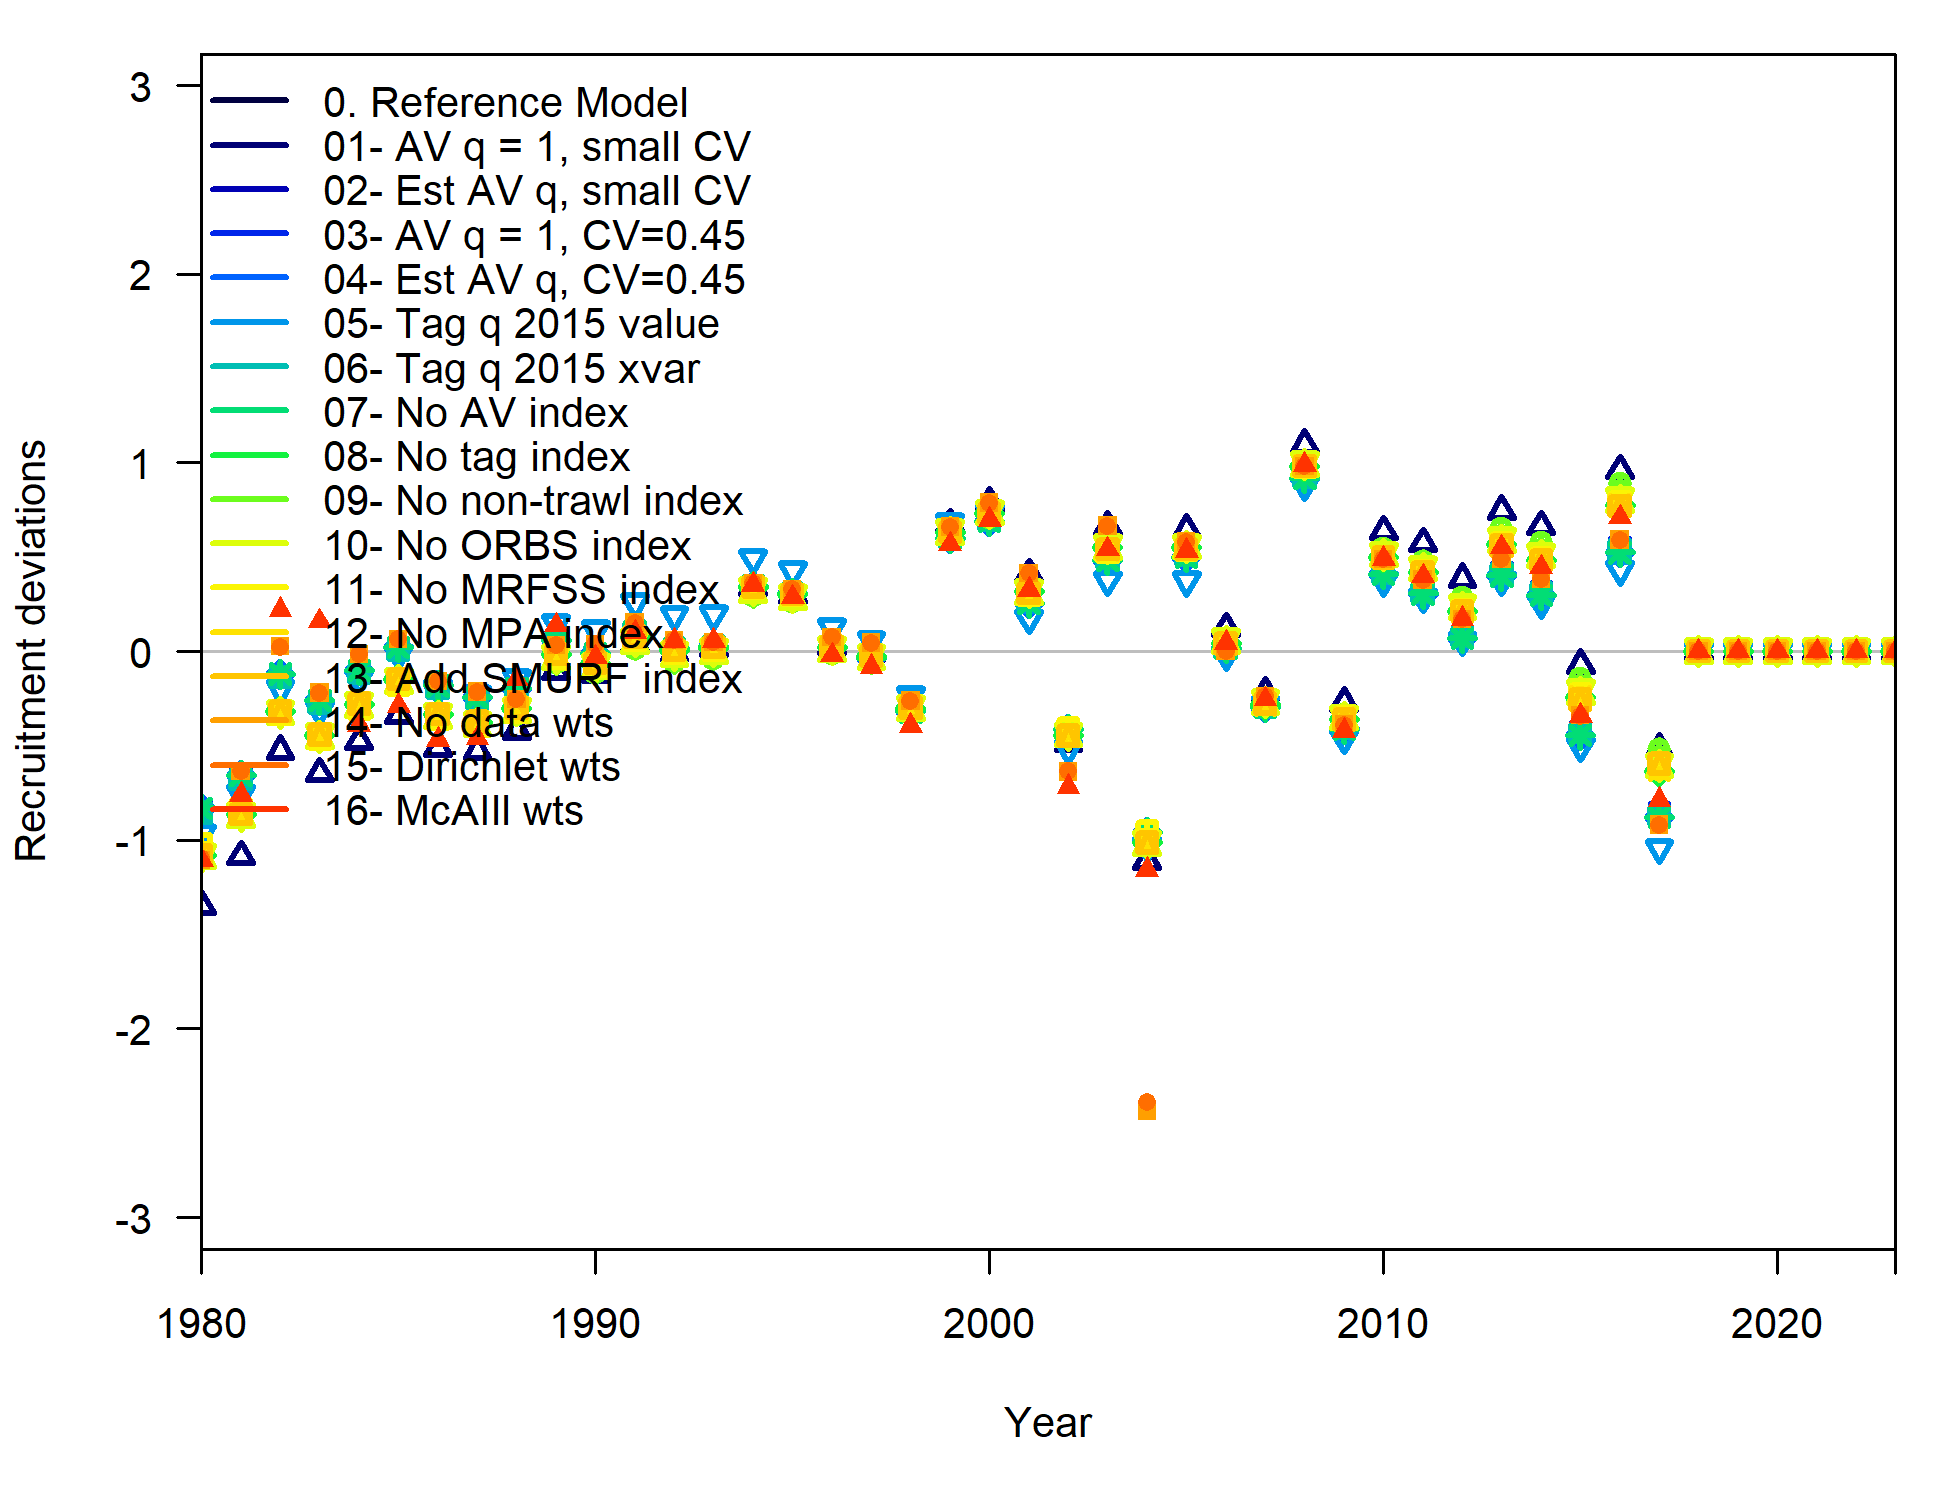 3
2
1
0
-1
-2
-3
Recruitment deviations
0. Reference Model
01- AV q = 1, small CV
02- Est AV q, small CV
03- AV q = 1, CV=0.45
04- Est AV q, CV=0.45
05- Tag q 2015 value
06- Tag q 2015 xvar
07- No AV index
08- No tag index
09- No non-trawl index
10- No ORBS index
11- No MRFSS index
12- No MPA index
13- Add SMURF index
14- No data wts
15- Dirichlet wts
16- McAlll wts
1980
1990
2000
2010
2020
Year